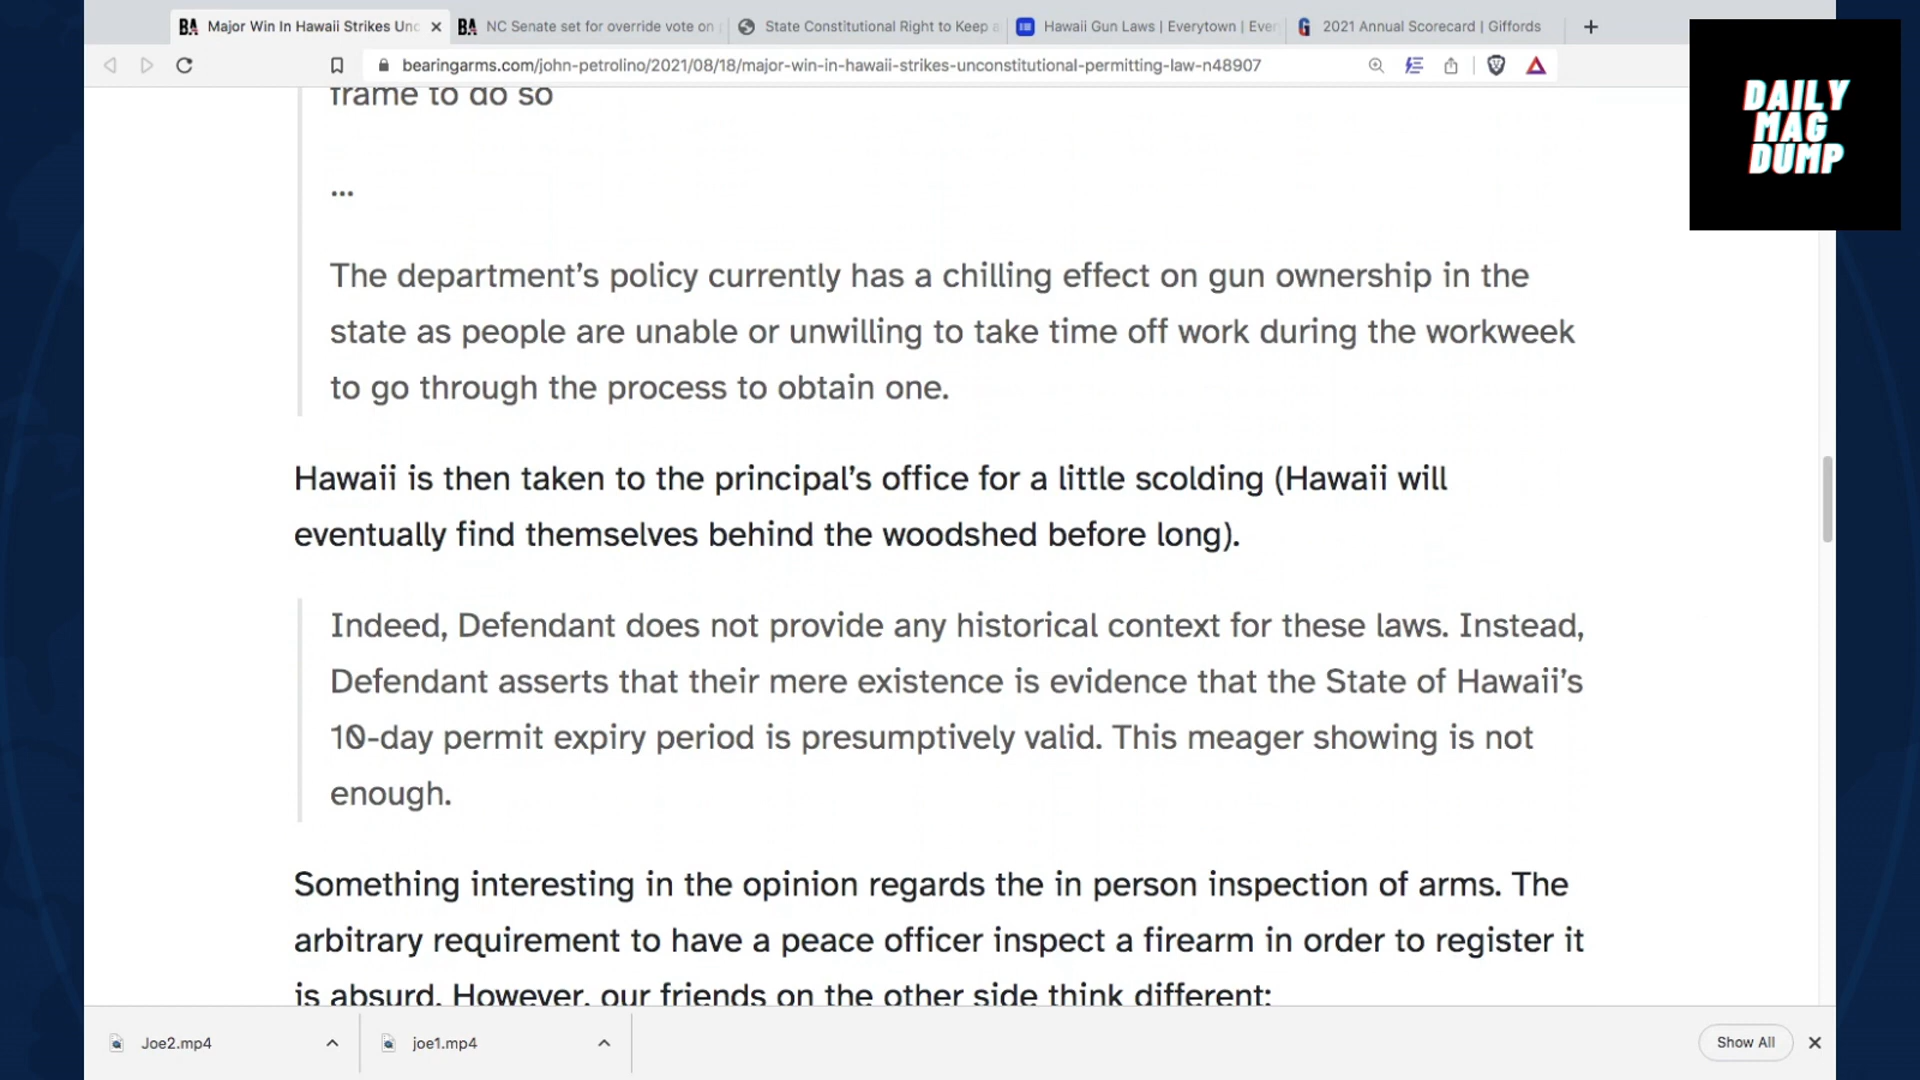 Major Win In Hawaii Strikes Unc
NC Senate set for override vote on
State Constitutional Right to Keep a
Hawaii Gun Laws | Everytown | Ever
2021 Annual Scorecard | Giffords
bearingarms.com/john-petrolino/2021/08/18/major-win-in-hawaii-strikes-unconstitutional-permitting-law-n48907
DAILY
MAG
DUMP
frame to do so
...
The department's policy currently has a chilling effect on gun ownership in the
state as people are unable or unwilling to take time off work during the workweek
to go through the process to obtain one.
Hawaii is then taken to the principal's office for a little scolding (Hawaii will
eventually find themselves behind the woodshed before long).
Indeed, Defendant does not provide any historical context for these laws. Instead,
Defendant asserts that their mere existence is evidence that the State of Hawaii's
10-day permit expiry period is presumptively valid. This meager showing is not
enough.
Something interesting in the opinion regards the in person inspection of arms. The
arbitrary requirement to have a peace officer inspect a firearm in order to register it
is absurd. However, our friends on the other side think different:
Joe2.mp4
joe1.mp4
Show All